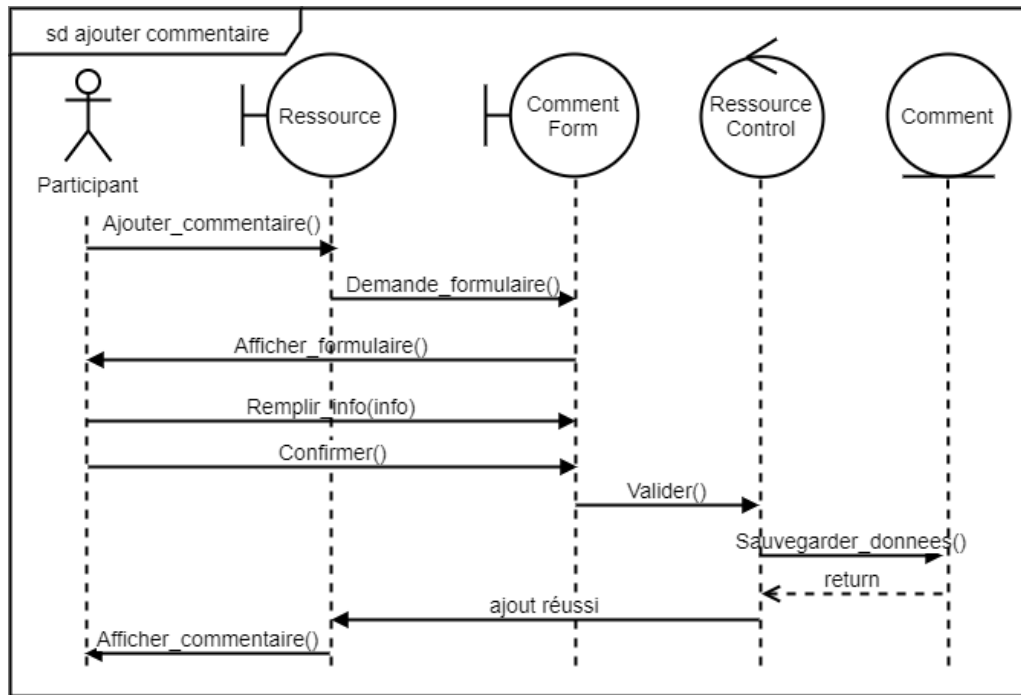 sd ajouter commentaire
Ressource
Comment
Form
Ressource
Control
Comment
Participant
Ajouter_commentaire()
Demande_formulaire()
Afficher_formulaire()
Remplir_info(info)
Confirmer()
Valider()
Sauvegarder_donnees()
return
ajout réussi
Afficher_commentaire()